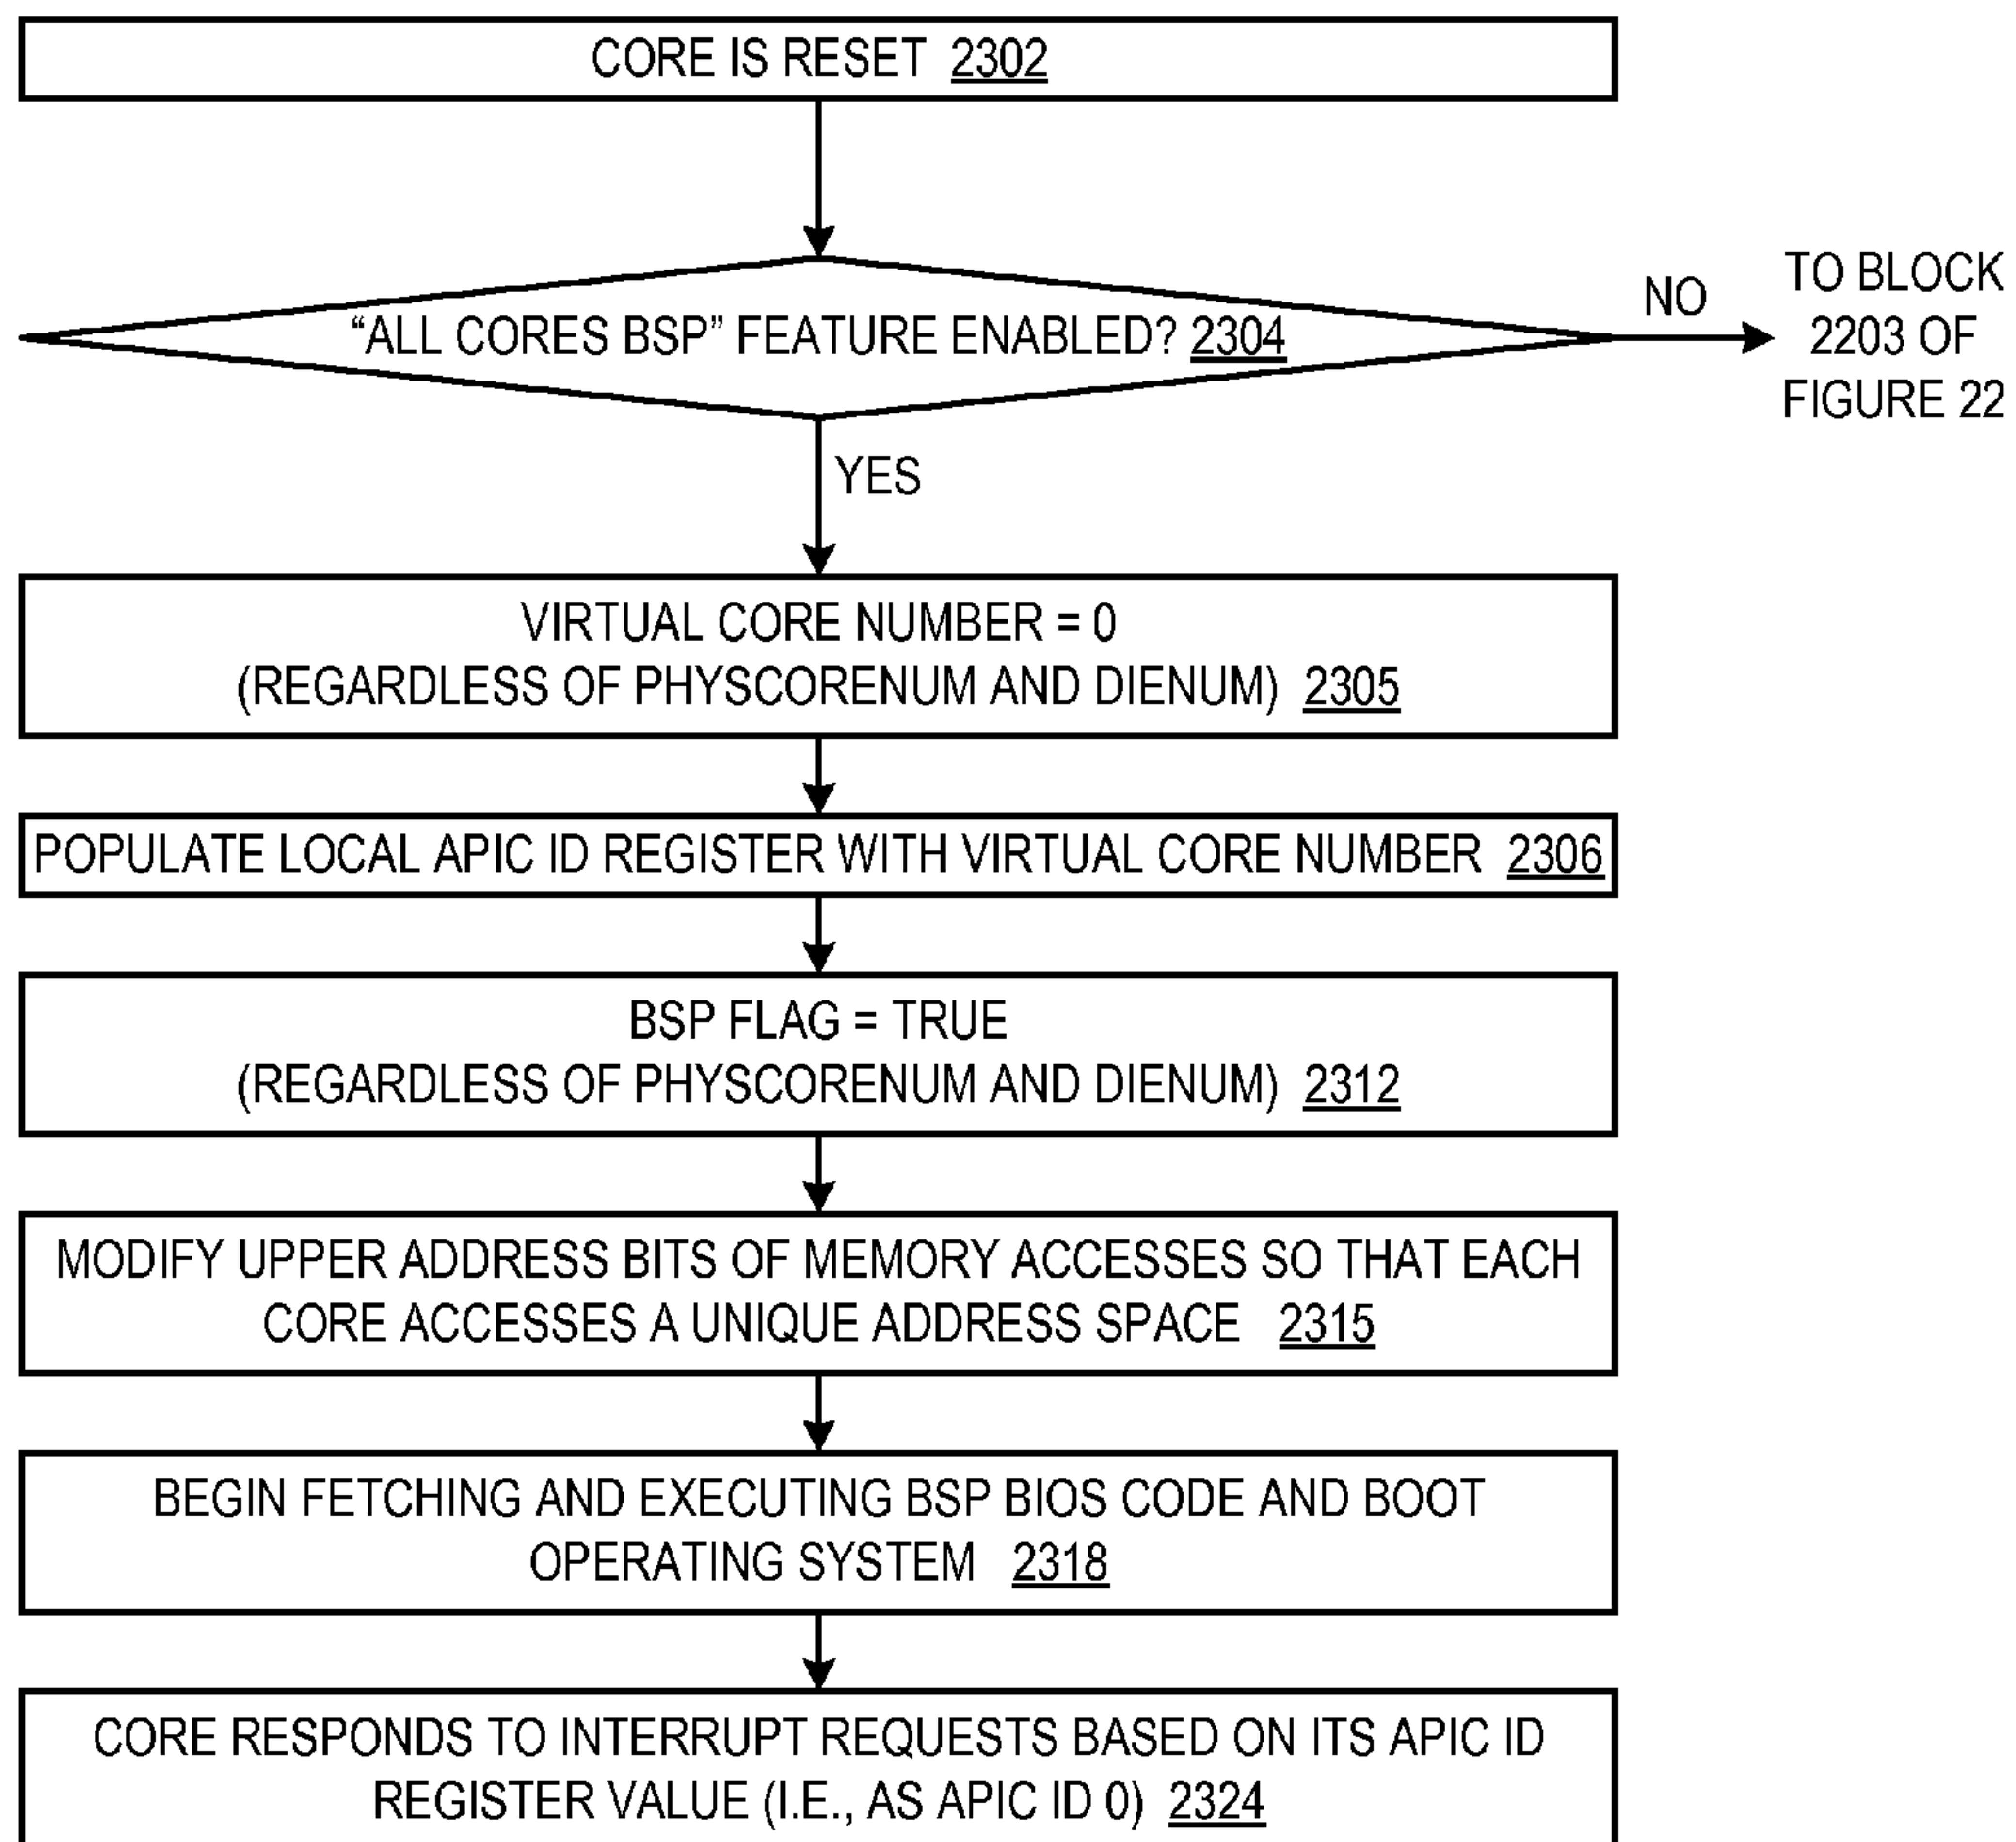 CORE IS RESET 2302
“ALL CORES BSP” FEATURE ENABLED? 2304
NO
TO BLOCK
2203 OF
FIGURE 22
YES
VIRTUAL CORE NUMBER = 0
(REGARDLESS OF PHYSCORENUM AND DIENUM) 2305
POPULATE LOCAL APIC ID REGISTER WITH VIRTUAL CORE NUMBER 2306
BSP FLAG = TRUE
(REGARDLESS OF PHYSCORENUM AND DIENUM) 2312
MODIFY UPPER ADDRESS BITS OF MEMORY ACCESSES SO THAT EACH
CORE ACCESSES A UNIQUE ADDRESS SPACE 2315
BEGIN FETCHING AND EXECUTING BSP BIOS CODE AND BOOT
OPERATING SYSTEM 2318
CORE RESPONDS TO INTERRUPT REQUESTS BASED ON ITS APIC ID
REGISTER VALUE (I.E., AS APIC ID 0) 2324